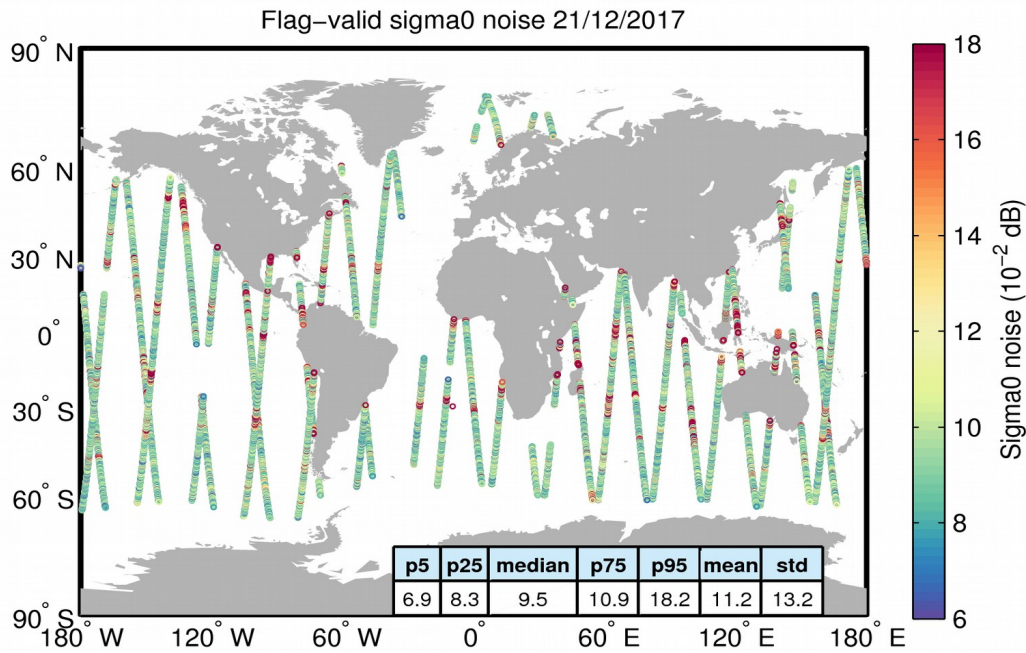 Flag−valid sigma0 noise 21/12/2017
90° N
60° N
30° N
0°
30° S
60° S
90° S
180° W
120° W
60° W
0°
60° E
120° E
180° E
p5 p25 median p75 p95 mean std
6.9 8.3 9.5 10.9 18.2 11.2 13.2
18
16
14
12
10
8
6
Sigma0 noise (10⁻² dB)